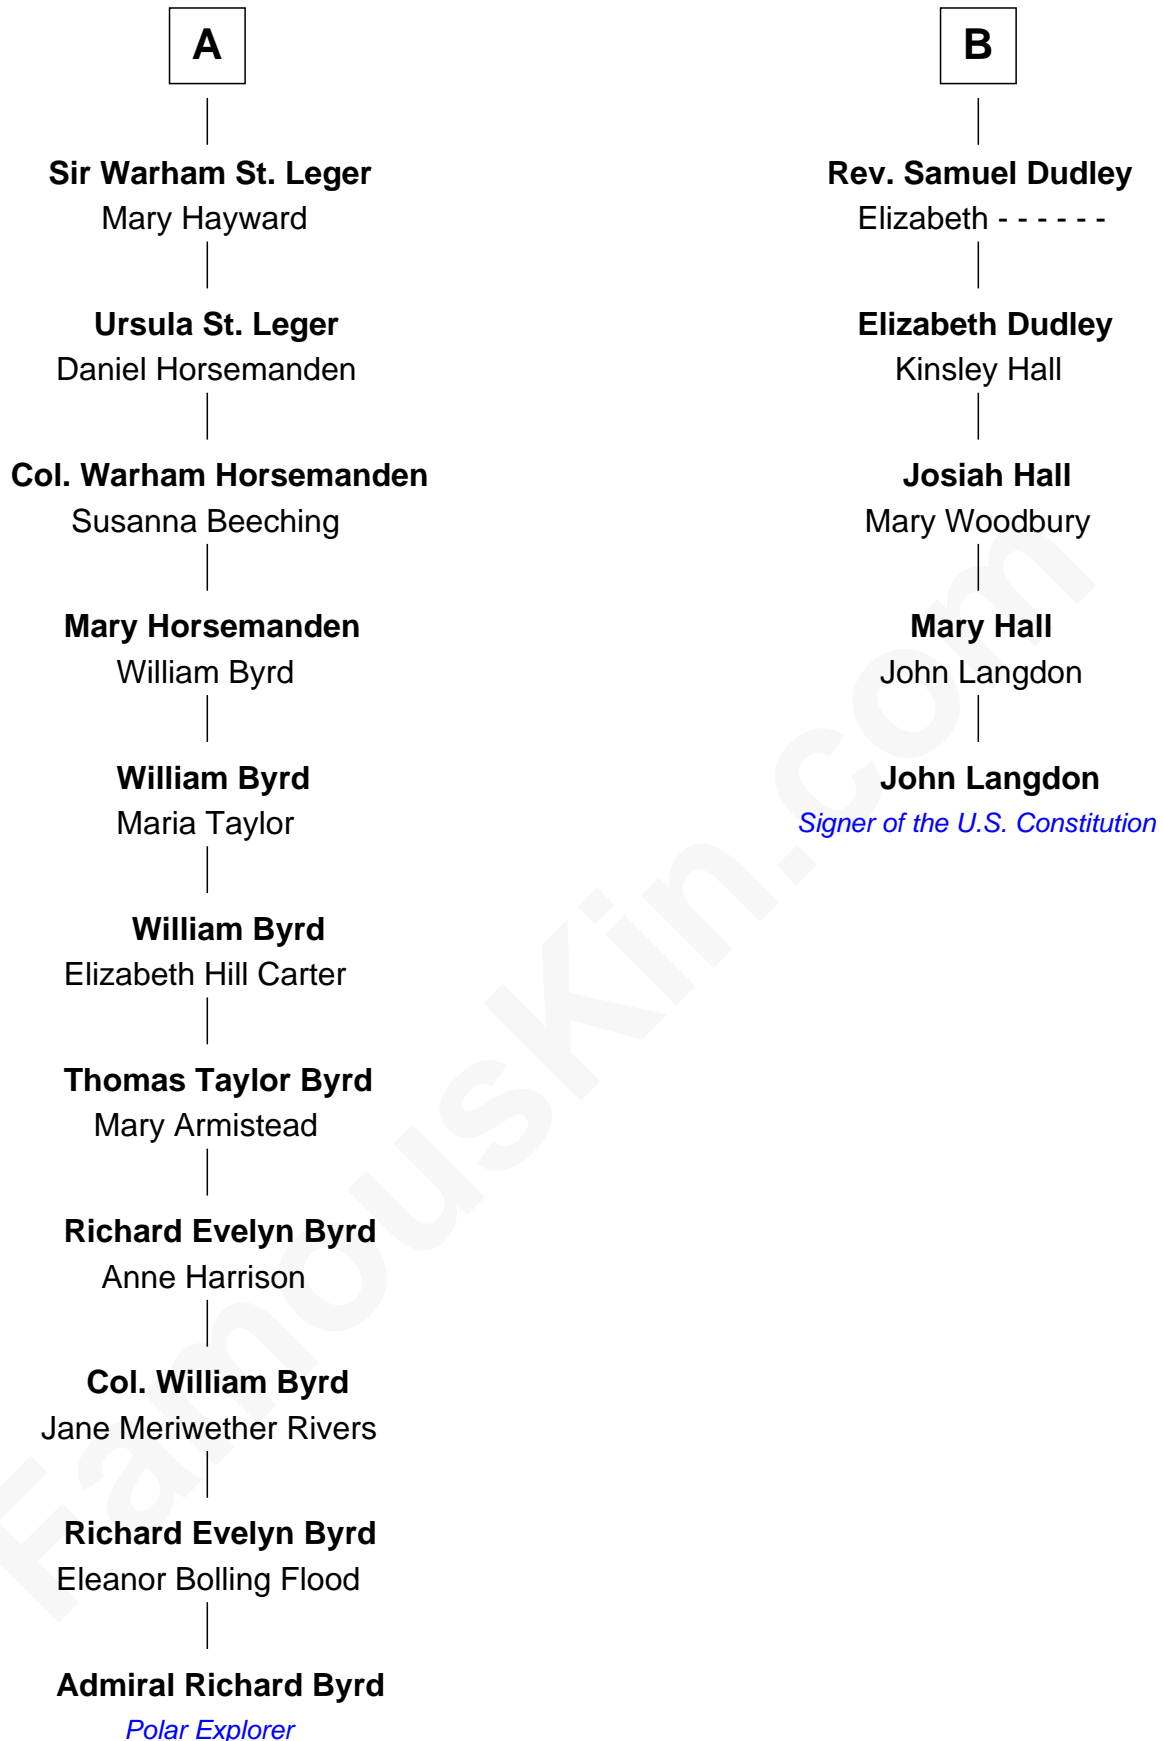 A
Sir Warham St. Leger
Mary Hayward
Ursula St. Leger
Daniel Horsemanden
Col. Warham Horsemanden
Susanna Beeching
Mary Horsemanden
William Byrd
William Byrd
Maria Taylor
William Byrd
Elizabeth Hill Carter
Thomas Taylor Byrd
Mary Armistead
Richard Evelyn Byrd
Anne Harrison
Col. William Byrd
Jane Meriwether Rivers
Richard Evelyn Byrd
Eleanor Bolling Flood
Admiral Richard Byrd
Polar Explorer
B
Rev. Samuel Dudley
Elizabeth - - - - - -
Elizabeth Dudley
Kinsley Hall
Josiah Hall
Mary Woodbury
Mary Hall
John Langdon
John Langdon
Signer of the U.S. Constitution
FamousKin.com